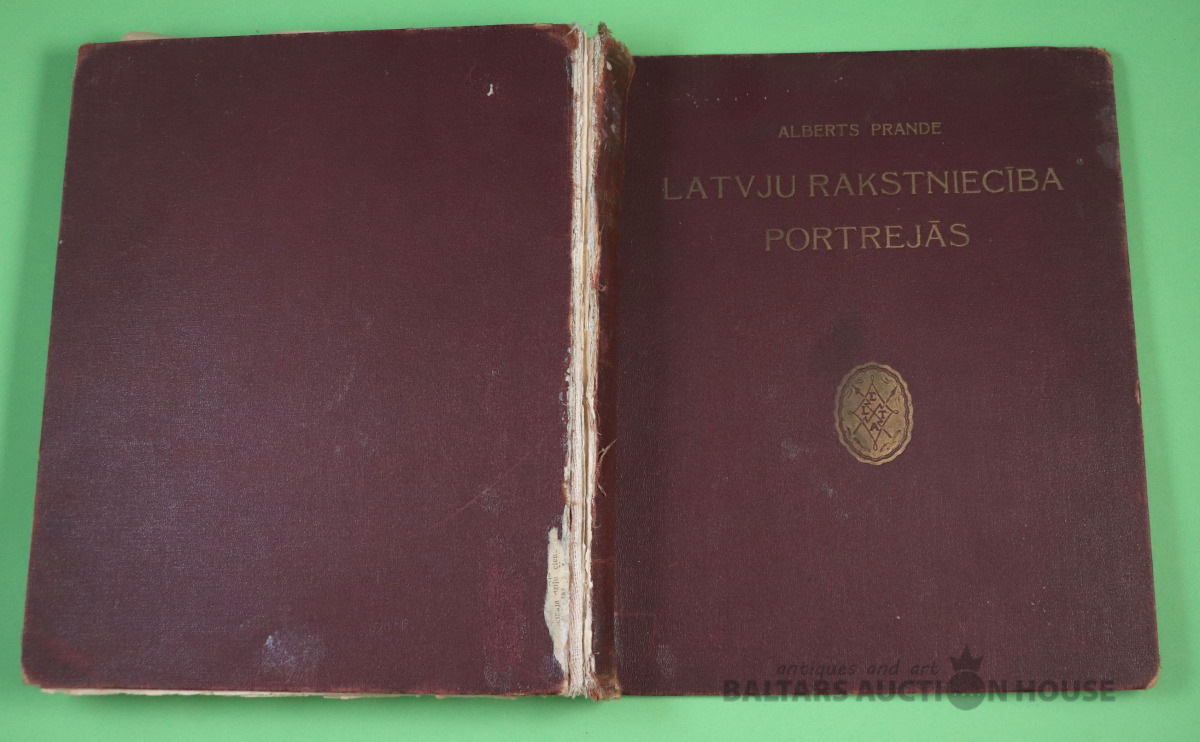 ALBERTS PRANDE
LATVJU RAKSTNIECĪBA
PORTREJĀS
antiques and art
BALTARS AUCTION HOUSE